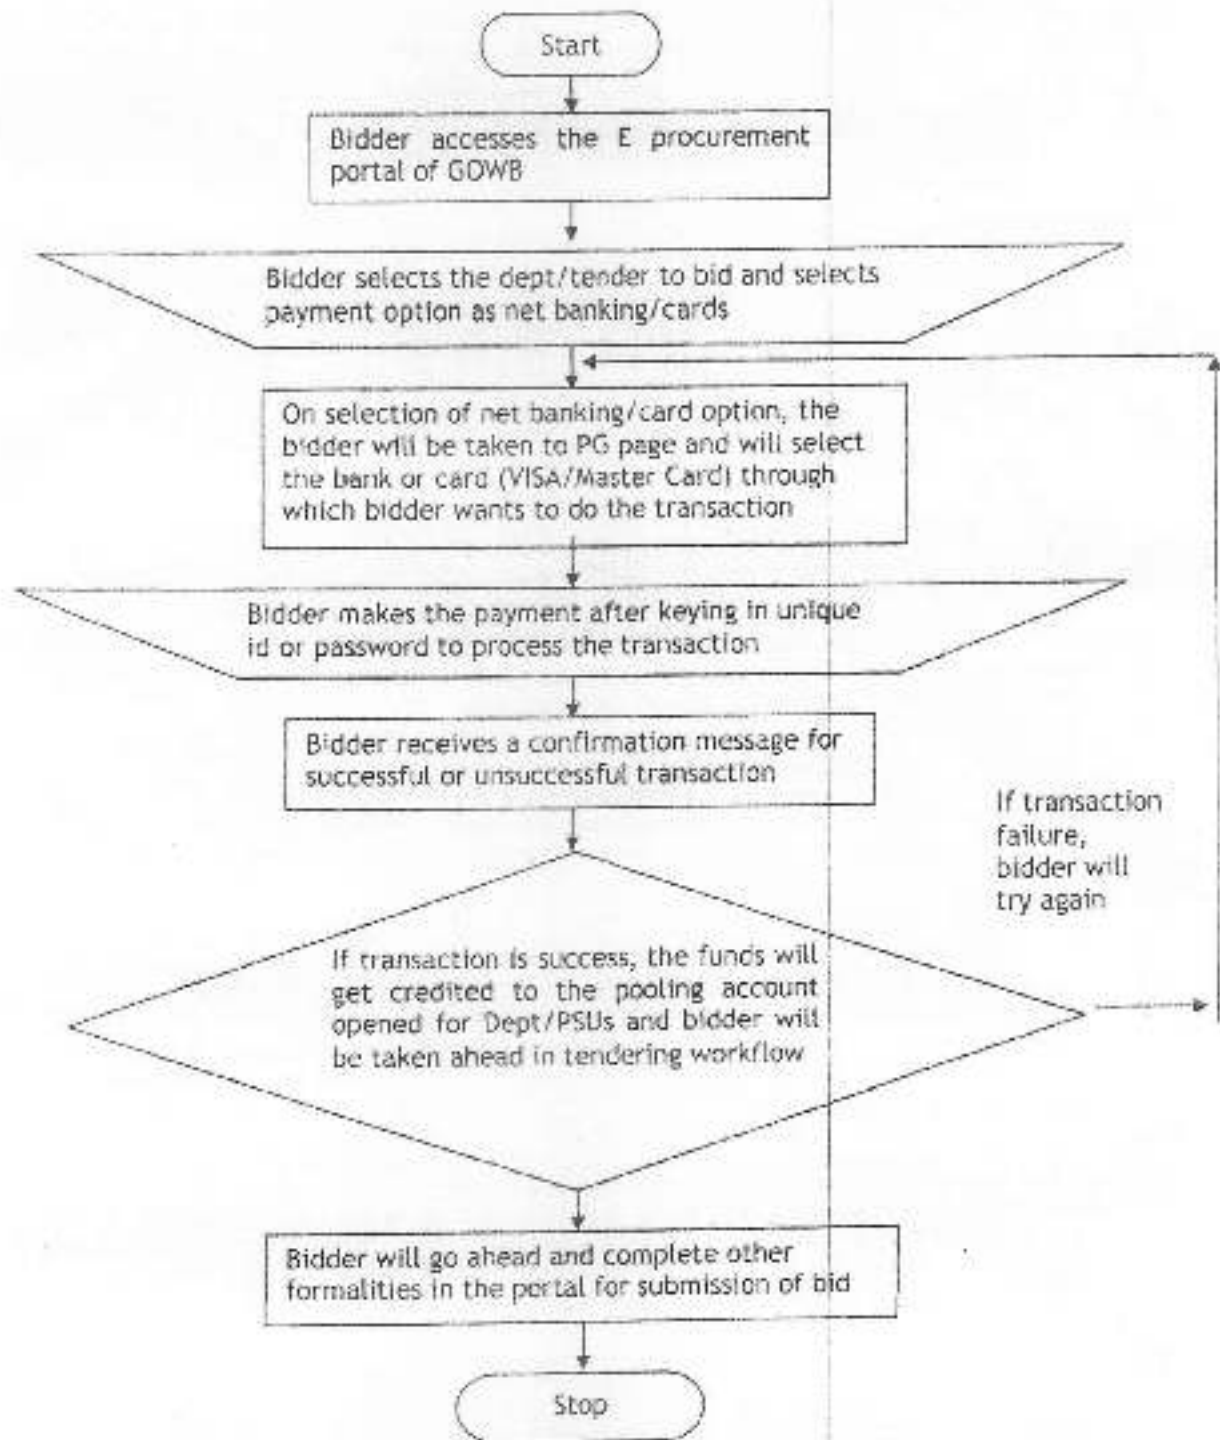 Start
Bidder accesses the E procurement
portal of GOWB
Bidder selects the dept/tender to bid and selects
payment option as net banking/cards
On selection of net banking/card option, the
bidder will be taken to PG page and will select
the bank or card (VISA/Master Card) through
which bidder wants to do the transaction
Bidder makes the payment after keying in unique
id or password to process the transaction
Bidder receives a confirmation message for
successful or unsuccessful transaction
If transaction
failure,
bidder will
try again
If transaction is success, the funds will
get credited to the pooling account
opened for Dept/PSUs and bidder will
be taken ahead in tendering workflow
Bidder will go ahead and complete other
formalities in the portal for submission of bid
Stop